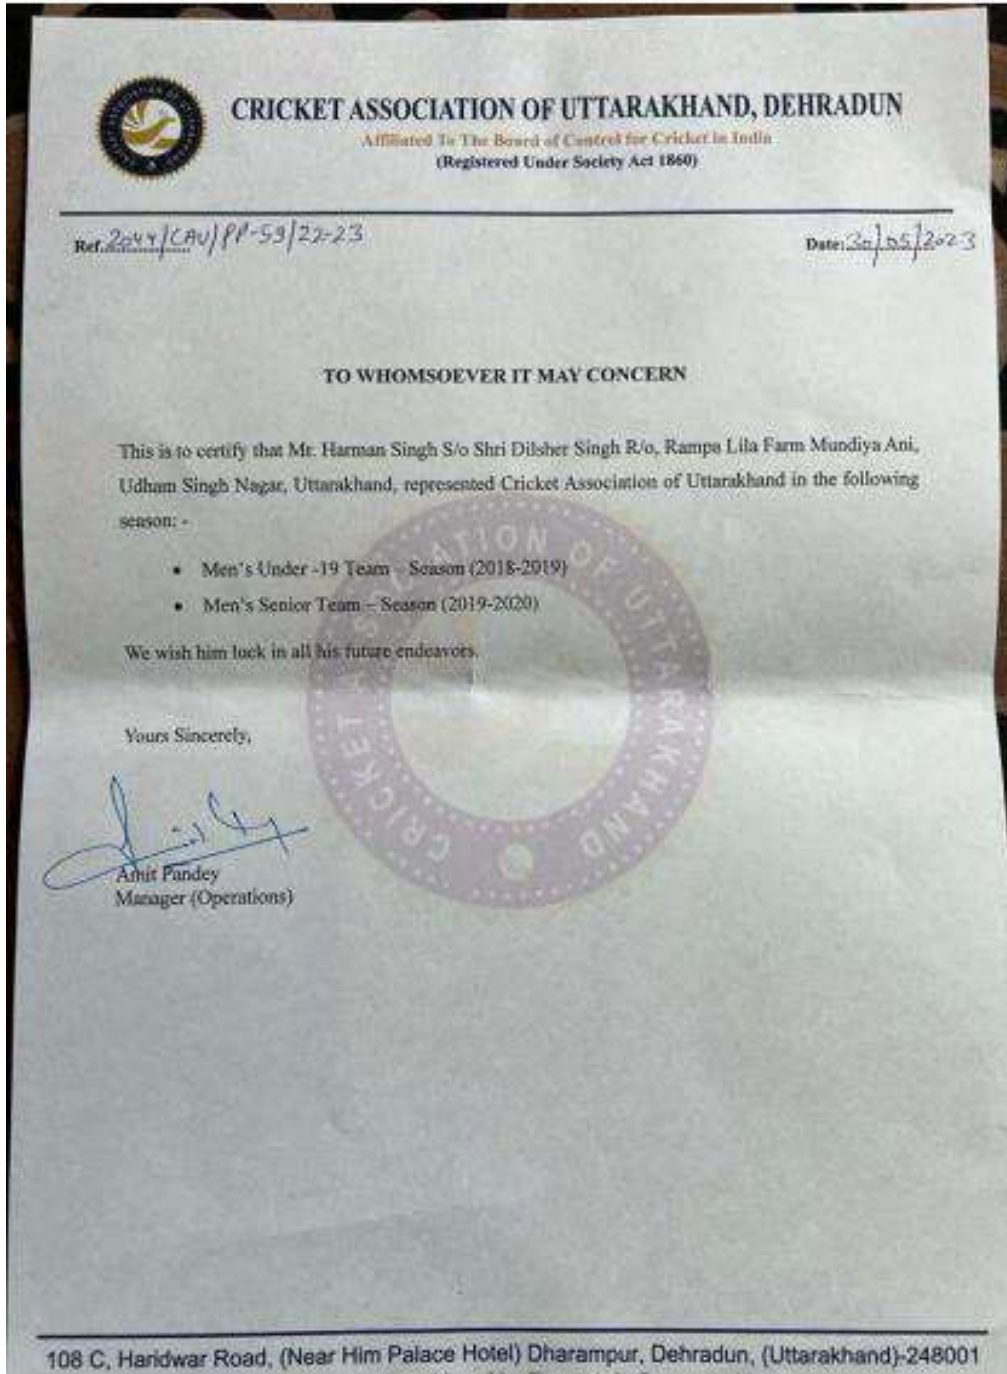 CRICKET ASSOCIATION OF UTTARAKHAND, DEHRADUN
Affiliated To The Board of Control for Cricket in India
(Registered Under Society Act 1860)
Ref. 2044/CAU/PP-59/22-23
Date: 30/05/2023
TO WHOMSOEVER IT MAY CONCERN
This is to certify that Mr. Harman Singh S/o Shri Dilsher Singh R/o, Rampa Lila Farm Mundiya Ani,
Udham Singh Nagar, Uttarakhand, represented Cricket Association of Uttarakhand in the following
season: -
• Men's Under -19 Team – Season (2018-2019)
• Men's Senior Team – Season (2019-2020)
We wish him luck in all his future endeavors.
CRICKET ASSOCIATION OF UTTARAKHAND
Yours Sincerely,
Amit Pandey
Manager (Operations)
108 C, Haridwar Road, (Near Him Palace Hotel) Dharampur, Dehradun, (Uttarakhand)-248001